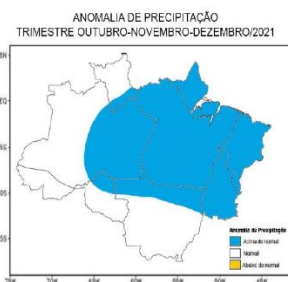 ANOMALIA DE PRECIPITAÇÃO
TRIMESTRE OUTUBRO-NOVEMBRO-DEZEMBRO/2021
Anomalia de Precipitação
Acima do normal
Normal
Abaixo do normal